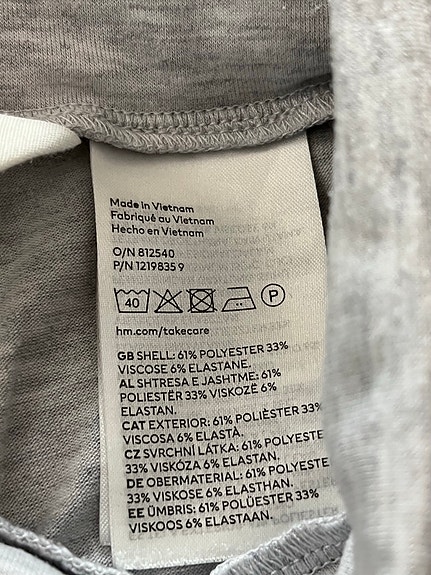 Made in Vietnam
Fabriqué au Vietnam
Hecho en Vietnam
O/N 812540
P/N 12198359
40
P
hm.com/takecare
GB SHELL: 61% POLYESTER 33%
VISCOSE 6% ELASTANE.
AL SHTRESA E JASHTME: 61%
POLIESTËR 33% VISKOZË 6%
ELASTAN.
CAT EXTERIOR: 61% POLIÈSTER 33%
VISCOSA 6% ELASTÀ.
CZ SVRCHNÍ LÁTKA: 61% POLYESTE
33% VISKÓZA 6% ELASTAN.
DE OBERMATERIAL: 61% POLYESTE
33% VISKOSE 6% ELASTHAN.
EE ÜMBRIS: 61% POLÜESTER 33%
VISKOOS 6% ELASTAAN.